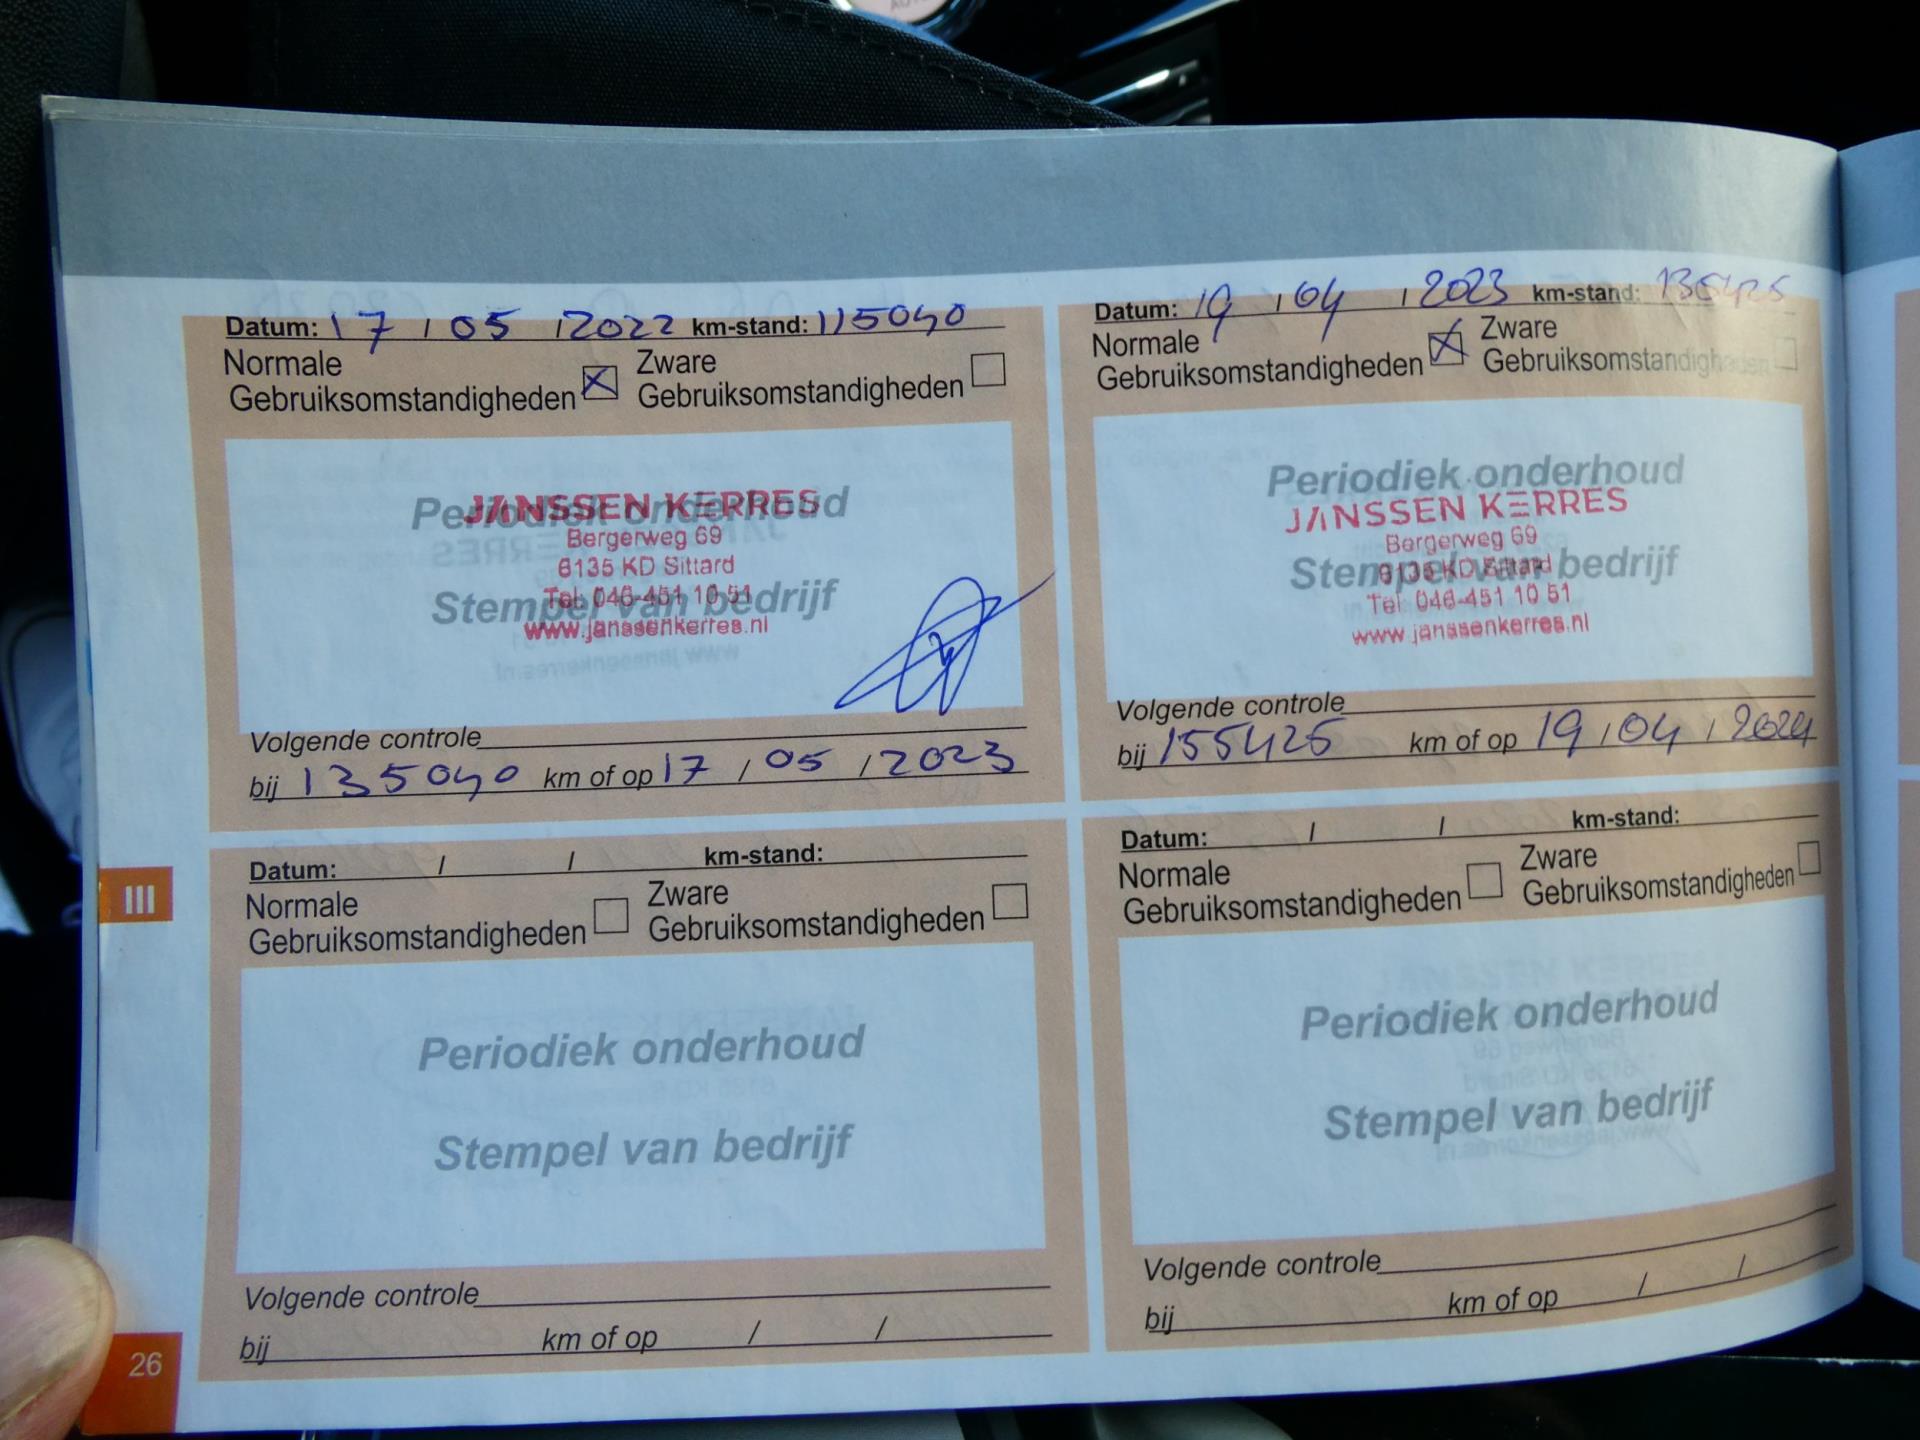 Datum: 17 / 05 / 2022 km-stand: 115040
Normale Zware
Gebruiksomstandigheden Gebruiksomstandigheden
Periodiek onderhoud
JANSSEN KERRES
Bergerweg 69
6135 KD Sittard
Stempel van bedrijf
Tel: 046-451 10 51
www.janssenkerres.nl
Volgende controle
bij 135040 km of op 17 / 05 / 2023
Datum: 19 / 04 / 2023 km-stand: 135425
Normale Zware
Gebruiksomstandigheden Gebruiksomstandigheden
Periodiek onderhoud
JANSSEN KERRES
Bergerweg 69
Stempel van bedrijf
6135 KD Sittard
Tel: 046-451 10 51
www.janssenkerres.nl
Volgende controle
bij 155425 km of op 19 / 04 / 2024
III
Datum: / / km-stand:
Normale Zware
Gebruiksomstandigheden Gebruiksomstandigheden
Periodiek onderhoud
Stempel van bedrijf
Volgende controle
bij km of op / /
Datum: / / km-stand:
Normale Zware
Gebruiksomstandigheden Gebruiksomstandigheden
Periodiek onderhoud
Stempel van bedrijf
Volgende controle
bij km of op / /
26